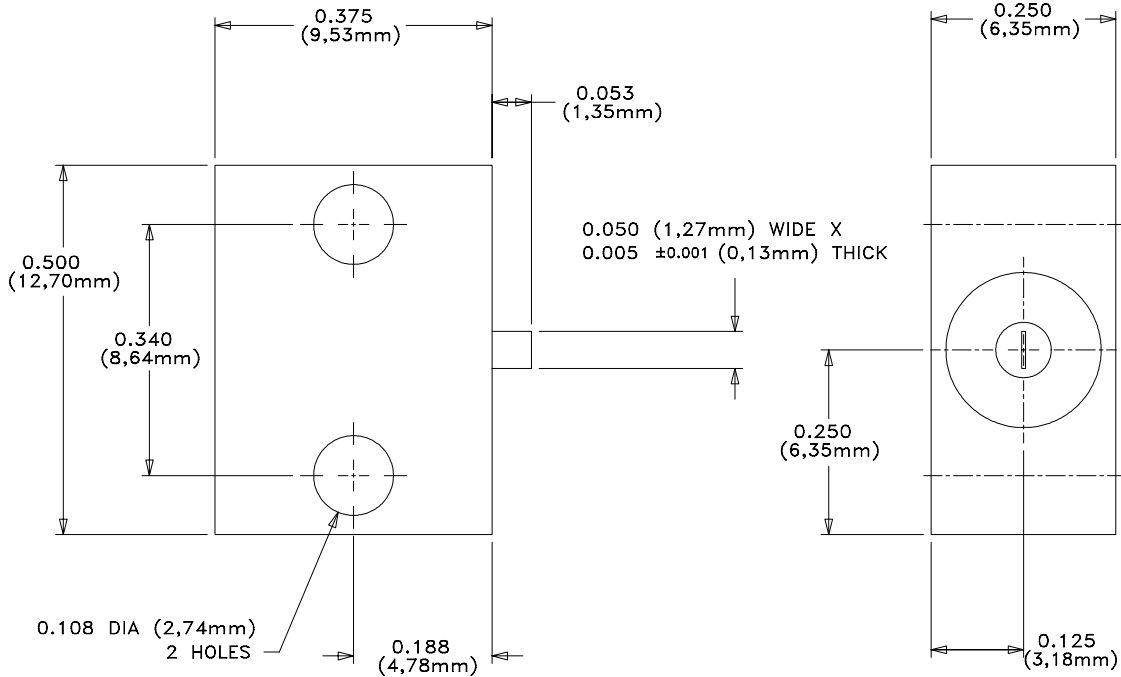 0.375
(9,53mm)
0.250
(6,35mm)
0.053
(1,35mm)
0.050 (1,27mm) WIDE X
0.005 ±0.001 (0,13mm) THICK
0.500
(12,70mm)
0.340
(8,64mm)
0.250
(6,35mm)
0.108 DIA (2,74mm)
2 HOLES
0.188
(4,78mm)
0.125
(3,18mm)